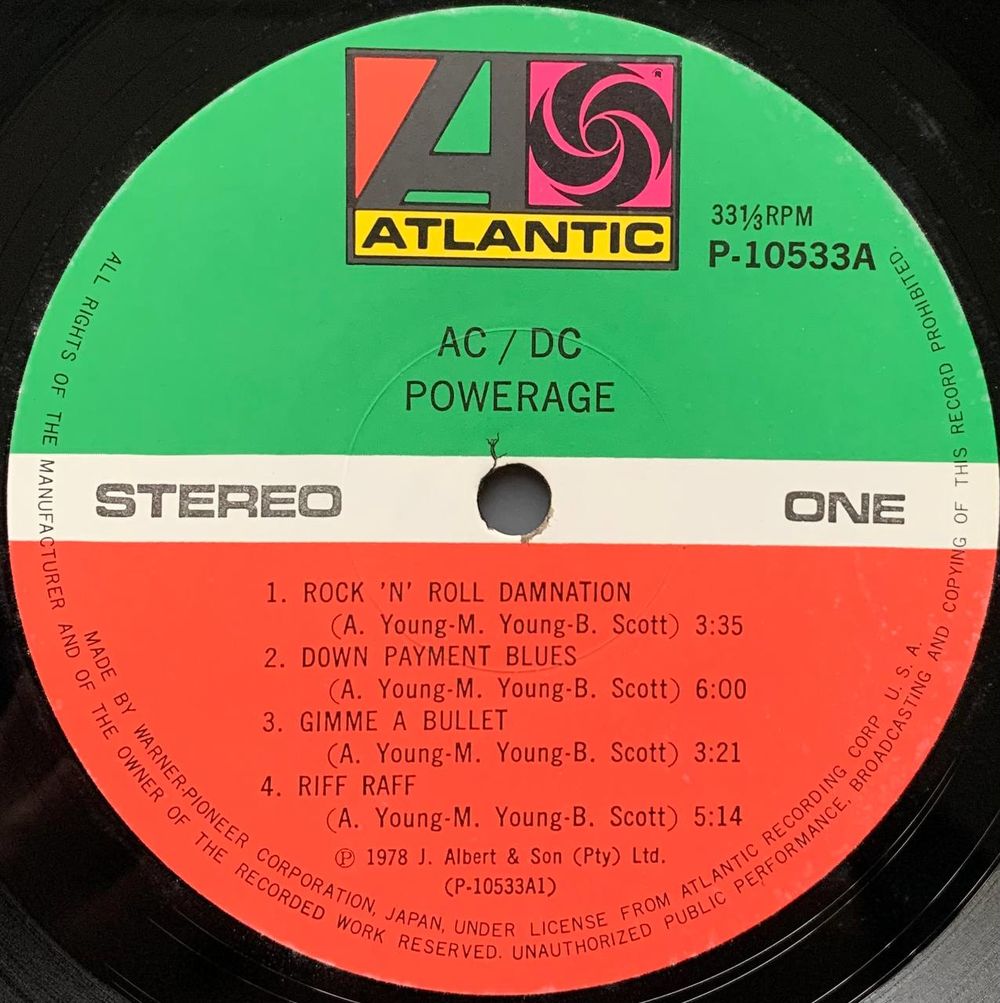 ATLANTIC
®
33⅓RPM
P-10533A
AC / DC
POWERAGE
STEREO
ONE
1. ROCK 'N' ROLL DAMNATION
(A. Young-M. Young-B. Scott) 3:35
2. DOWN PAYMENT BLUES
(A. Young-M. Young-B. Scott) 6:00
3. GIMME A BULLET
(A. Young-M. Young-B. Scott) 3:21
4. RIFF RAFF
(A. Young-M. Young-B. Scott) 5:14
℗ 1978 J. Albert & Son (Pty) Ltd.
(P-10533A1)
MADE BY WARNER-PIONEER CORPORATION, JAPAN, UNDER LICENSE FROM ATLANTIC RECORDING CORP U. S. A.
ALL RIGHTS OF THE MANUFACTURER AND OF THE OWNER OF THE RECORDED WORK RESERVED. UNAUTHORIZED PUBLIC PERFORMANCE, BROADCASTING AND COPYING OF THIS RECORD PROHIBITED.